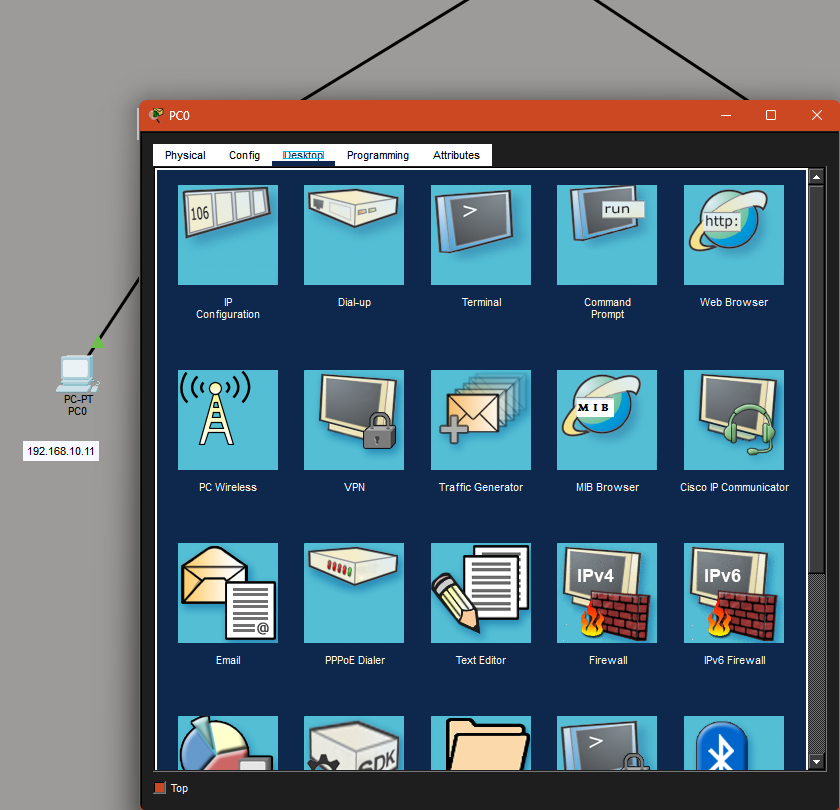 PC0
Physical
Config
Desktop
Programming
Attributes
106
>
run
http:
IP
Configuration
Dial-up
Terminal
Command
Prompt
Web Browser
PC-PT
PC0
192.168.10.11
MIB
PC Wireless
VPN
Traffic Generator
MIB Browser
Cisco IP Communicator
@
IPv4
IPv6
Email
PPPoE Dialer
Text Editor
Firewall
IPv6 Firewall
SDK
>
Top